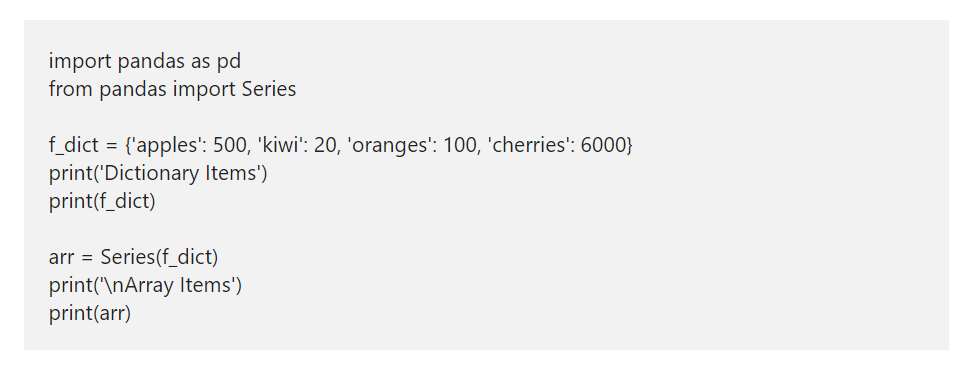 import pandas as pd
from pandas import Series
f_dict = {'apples': 500, 'kiwi': 20, 'oranges': 100, 'cherries': 6000}
print('Dictionary Items')
print(f_dict)
arr = Series(f_dict)
print('\nArray Items')
print(arr)